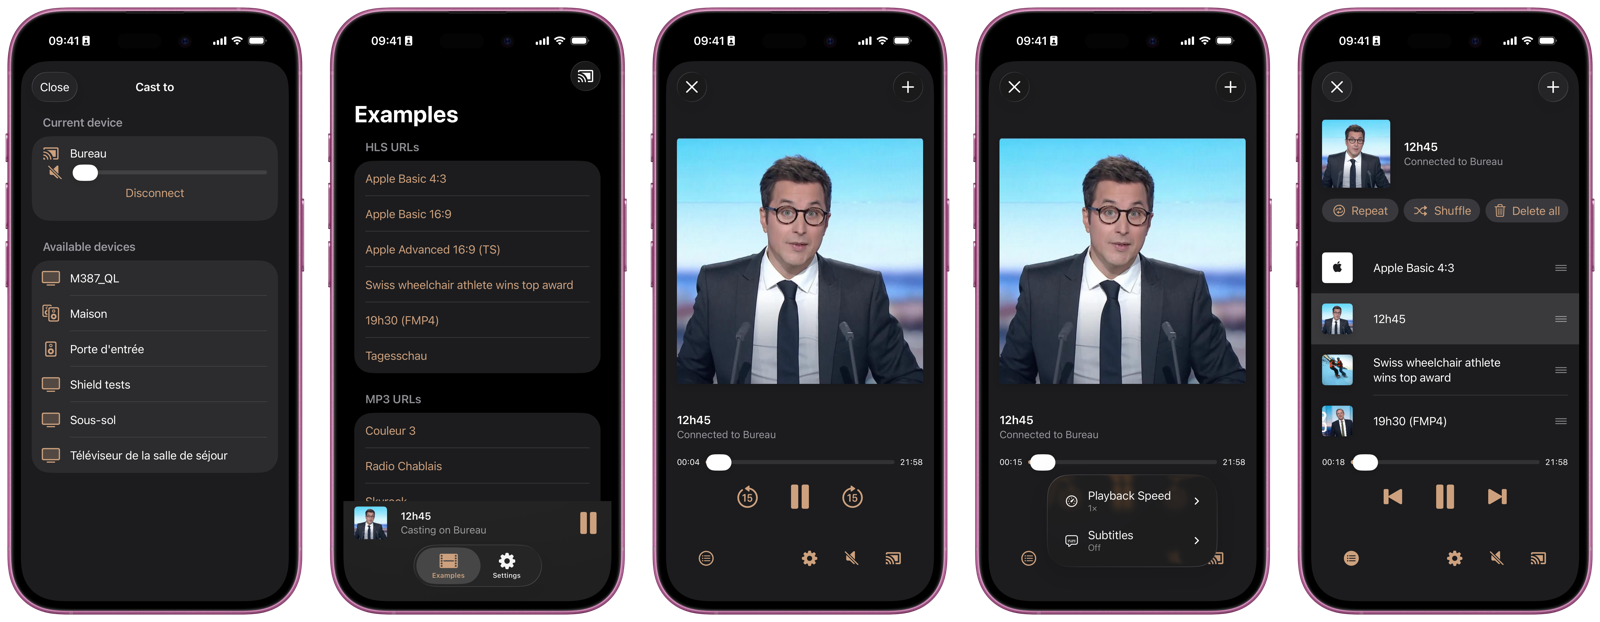 09:41
Close
Cast to
Current device
Bureau
Disconnect
Available devices
M387_QL
Maison
Porte d'entrée
Shield tests
Sous-sol
Téléviseur de la salle de séjour
09:41
Examples
HLS URLs
Apple Basic 4:3
Apple Basic 16:9
Apple Advanced 16:9 (TS)
Swiss wheelchair athlete wins top award
19h30 (FMP4)
Tagesschau
MP3 URLs
Couleur 3
Radio Chablais
Skyrock
12h45
Casting on Bureau
Examples
Settings
09:41
12h45
Connected to Bureau
00:04
21:58
15
15
09:41
12h45
Connected to Bureau
00:15
21:58
Playback Speed
1×
Subtitles
Off
09:41
12h45
Connected to Bureau
Repeat
Shuffle
Delete all
Apple Basic 4:3
12h45
Swiss wheelchair athlete
wins top award
19h30 (FMP4)
00:18
21:58